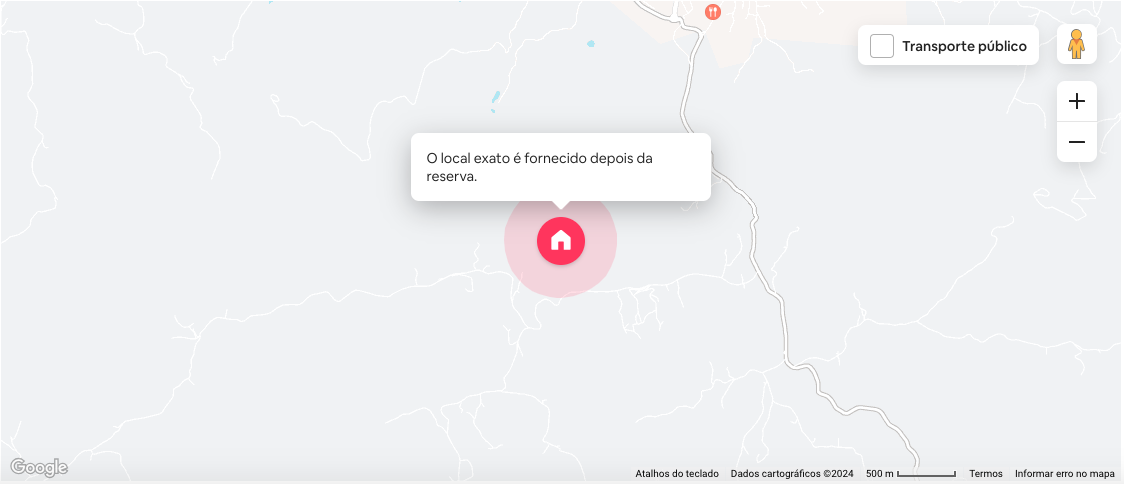 Transporte público
O local exato é fornecido depois da
reserva.
Google
Atalhos do teclado
Dados cartográficos ©2024
500 m
Termos
Informar erro no mapa